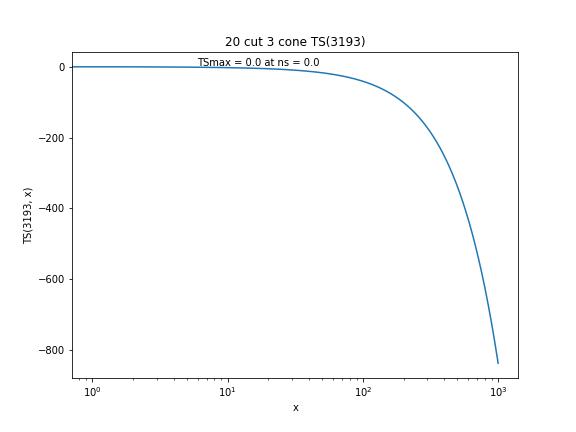 20 cut 3 cone TS(3193)
TSmax = 0.0 at ns = 0.0
0
−200
−400
−600
−800
TS(3193, x)
10⁰
10¹
10²
10³
x